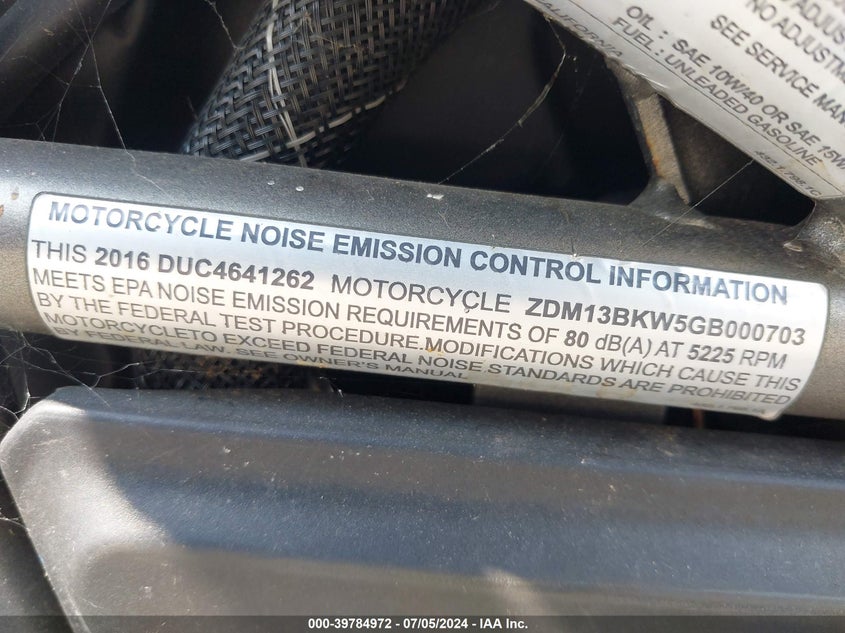 NO ADJUSTM
SEE SERVICE MAN
CALIFORNIA
OIL : SAE 10W/40 OR SAE 15W/
FUEL : UNLEADED GASOLINE
MOTORCYCLE NOISE EMISSION CONTROL INFORMATION
THIS 2016 DUC4641262 MOTORCYCLE ZDM13BKW5GB000703
MEETS EPA NOISE EMISSION REQUIREMENTS OF 80 dB(A) AT 5225 RPM
BY THE FEDERAL TEST PROCEDURE.MODIFICATIONS WHICH CAUSE THIS
MOTORCYCLETO EXCEED FEDERAL NOISE STANDARDS ARE PROHIBITED
BY FEDERAL LAW. SEE OWNER'S MANUAL
000-39784972 / 07/05/2024 - IAA Inc.